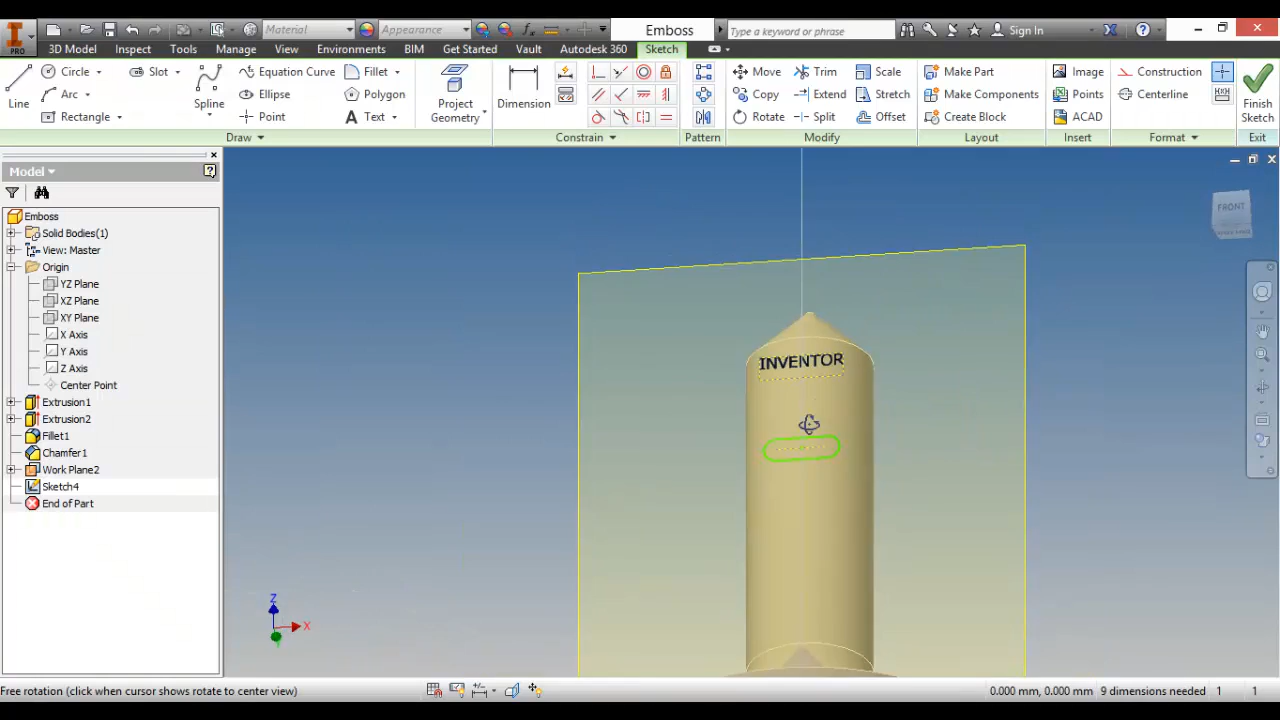 PRO
Material
Appearance
Emboss
Type a keyword or phrase
Sign In
3D Model
Inspect
Tools
Manage
View
Environments
BIM
Get Started
Vault
Autodesk 360
Sketch
Line
Circle
Arc
Rectangle
Slot
Spline
Equation Curve
Ellipse
Point
Fillet
Polygon
Text
Draw
Dimension
Constrain
Project Geometry
Pattern
Move
Copy
Rotate
Trim
Extend
Split
Scale
Stretch
Offset
Modify
Make Part
Make Components
Create Block
Layout
Image
Points
ACAD
Insert
Construction
Centerline
Format
Finish Sketch
Exit
Model
Emboss
Solid Bodies(1)
View: Master
Origin
YZ Plane
XZ Plane
XY Plane
X Axis
Y Axis
Z Axis
Center Point
Extrusion1
Extrusion2
Fillet1
Chamfer1
Work Plane2
Sketch4
End of Part
INVENTOR
FRONT
Z
X
Free rotation (click when cursor shows rotate to center view)
0.000 mm, 0.000 mm
9 dimensions needed
1
1